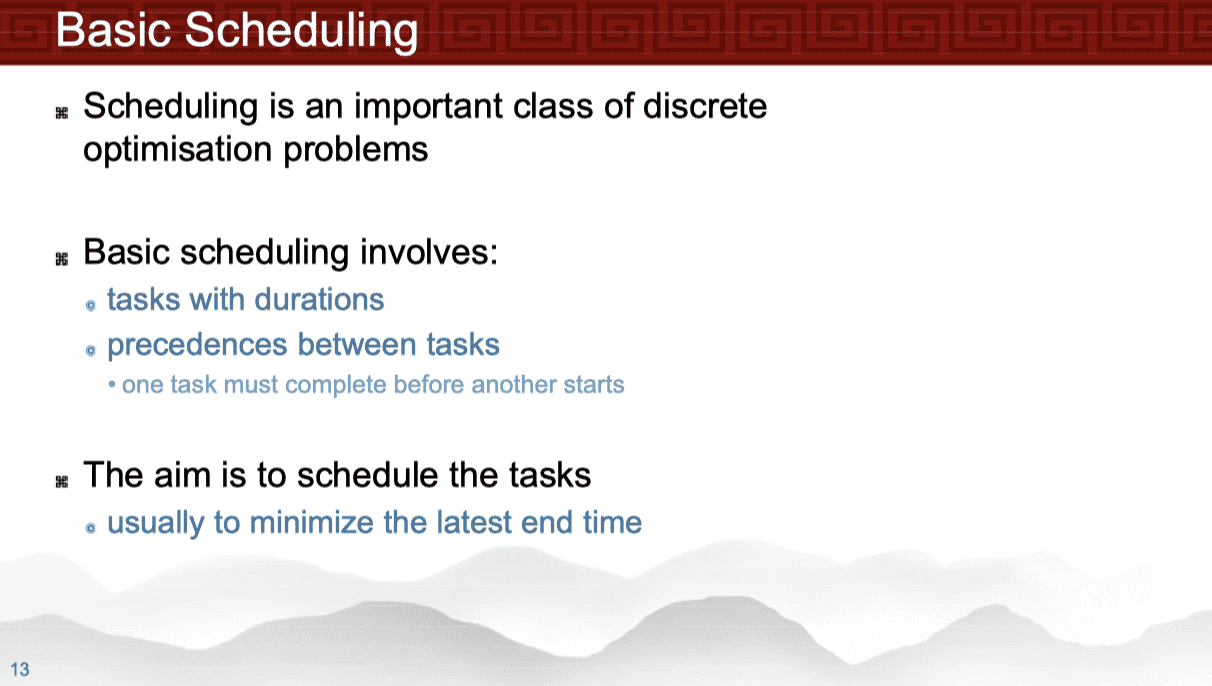 Basic Scheduling
⌘ Scheduling is an important class of discrete
optimisation problems
⌘ Basic scheduling involves:
tasks with durations
precedences between tasks
• one task must complete before another starts
⌘ The aim is to schedule the tasks
usually to minimize the latest end time
13